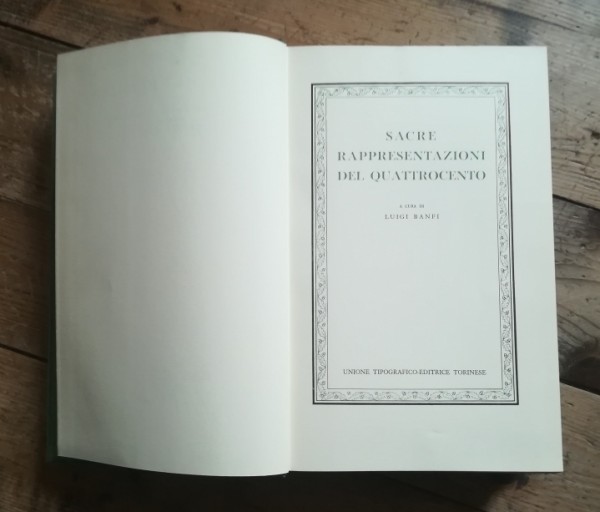 SACRE
RAPPRESENTAZIONI
DEL QUATTROCENTO
A CURA DI
LUIGI BANFI
UNIONE TIPOGRAFICO-EDITRICE TORINESE